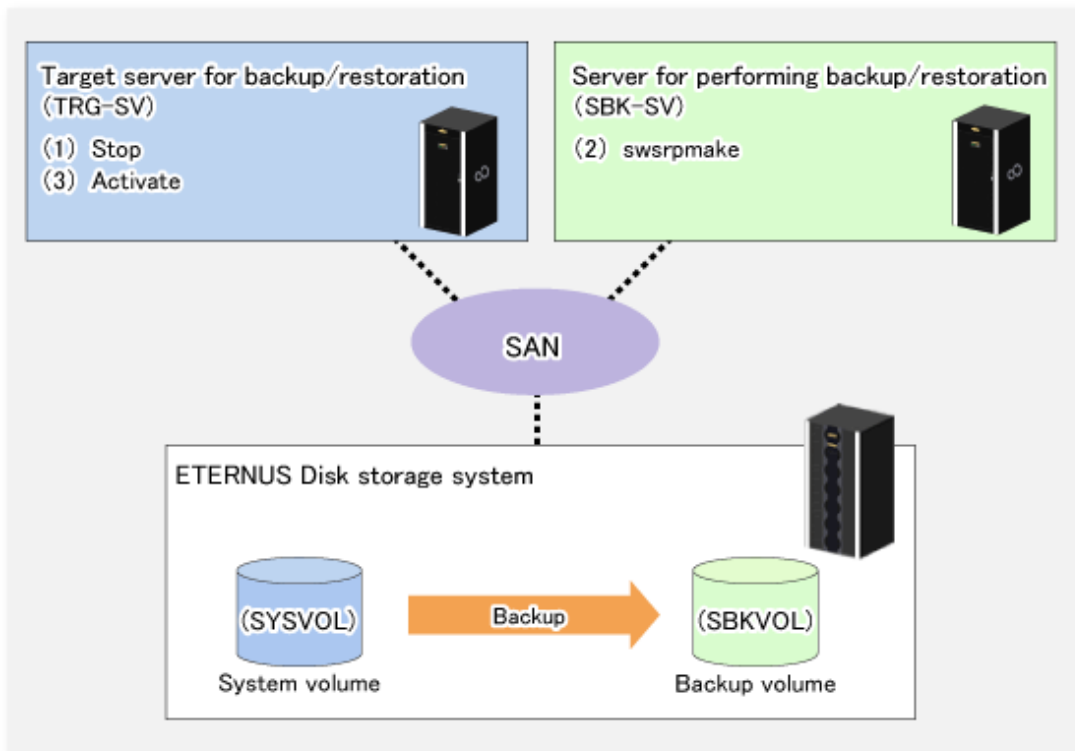 Target server for backup/restoration
(TRG-SV)
(1) Stop
(3) Activate
Server for performing backup/restoration
(SBK-SV)
(2) swsrpmake
SAN
ETERNUS Disk storage system
(SYSVOL)
Backup
(SBKVOL)
System volume
Backup volume